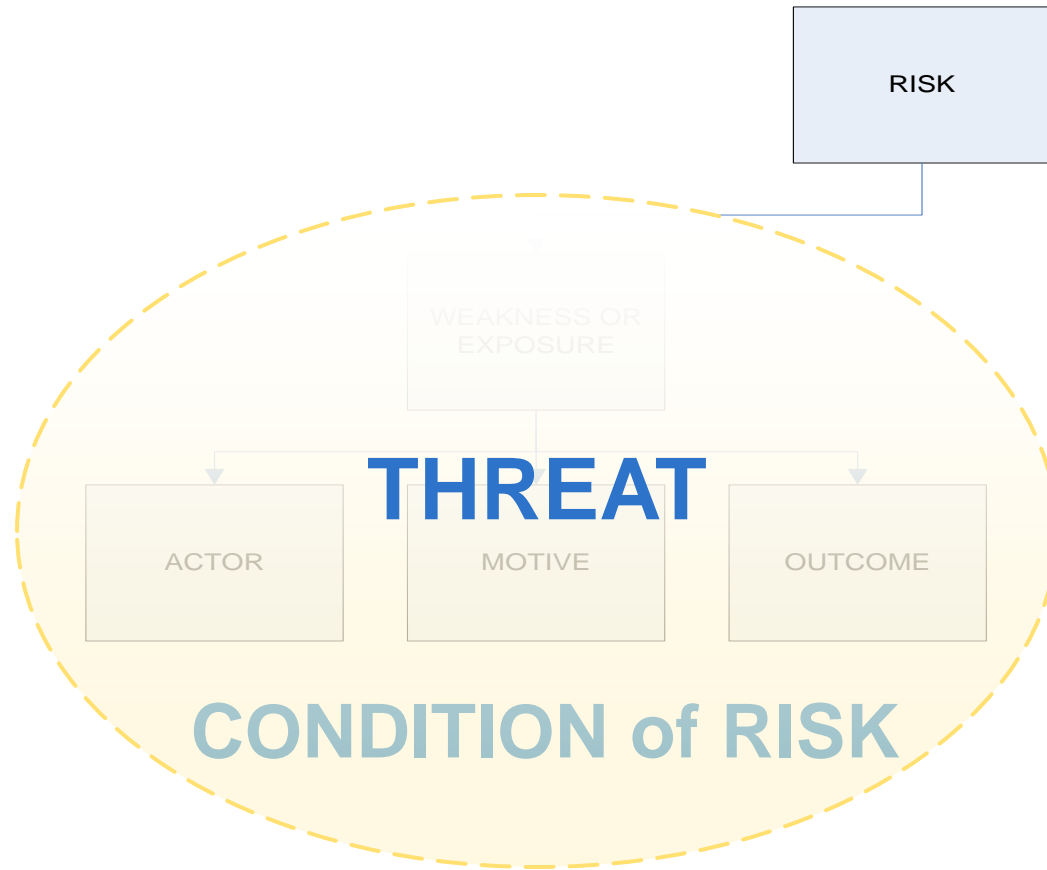 RISK
WEAKNESS OR
EXPOSURE
THREAT
ACTOR
MOTIVE
OUTCOME
CONDITION of RISK